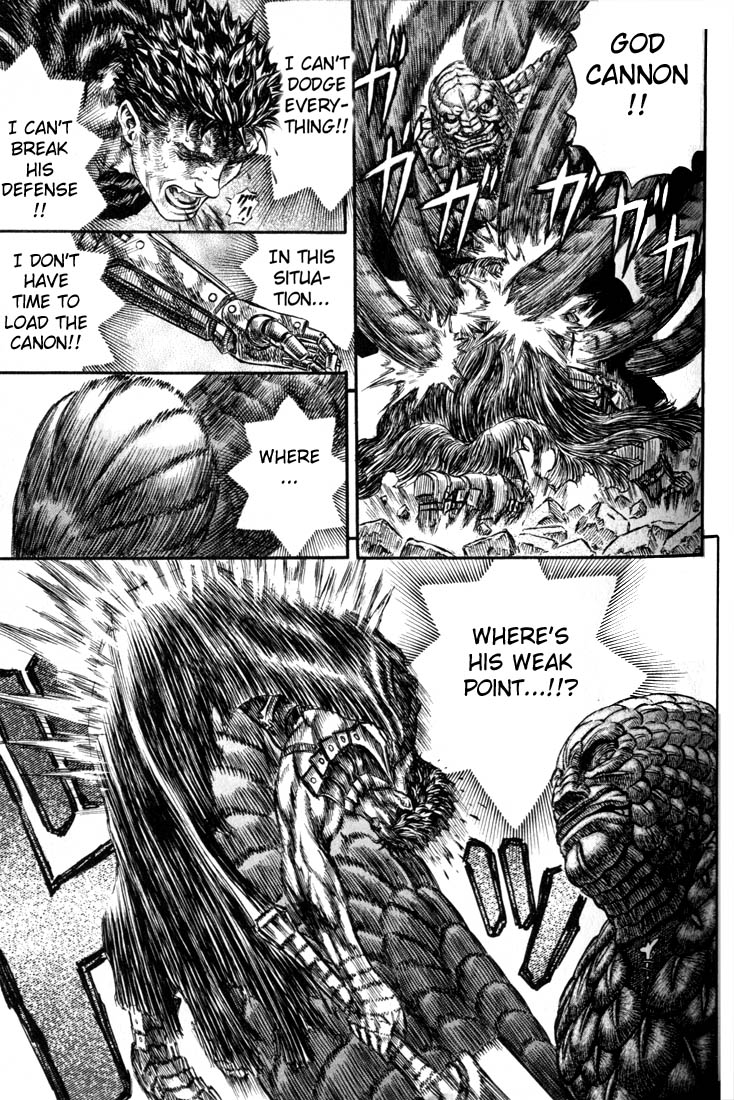 GOD
CANNON
!!
ガガガガ
I CAN'T
DODGE
EVERY-
THING!!
I CAN'T
BREAK
HIS
DEFENSE
!!
IN THIS
SITUA-
TION...
I DON'T
HAVE
TIME TO
LOAD THE
CANON!!
WHERE
...
WHERE'S
HIS WEAK
POINT...!!?